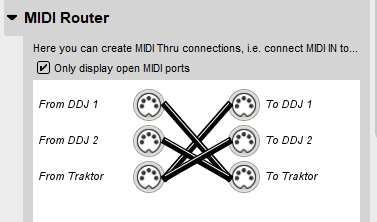 MIDI Router
Here you can create MIDI Thru connections, i.e. connect MIDI IN to...
Only display open MIDI ports
From DDJ 1
To DDJ 1
From DDJ 2
To DDJ 2
From Traktor
To Traktor